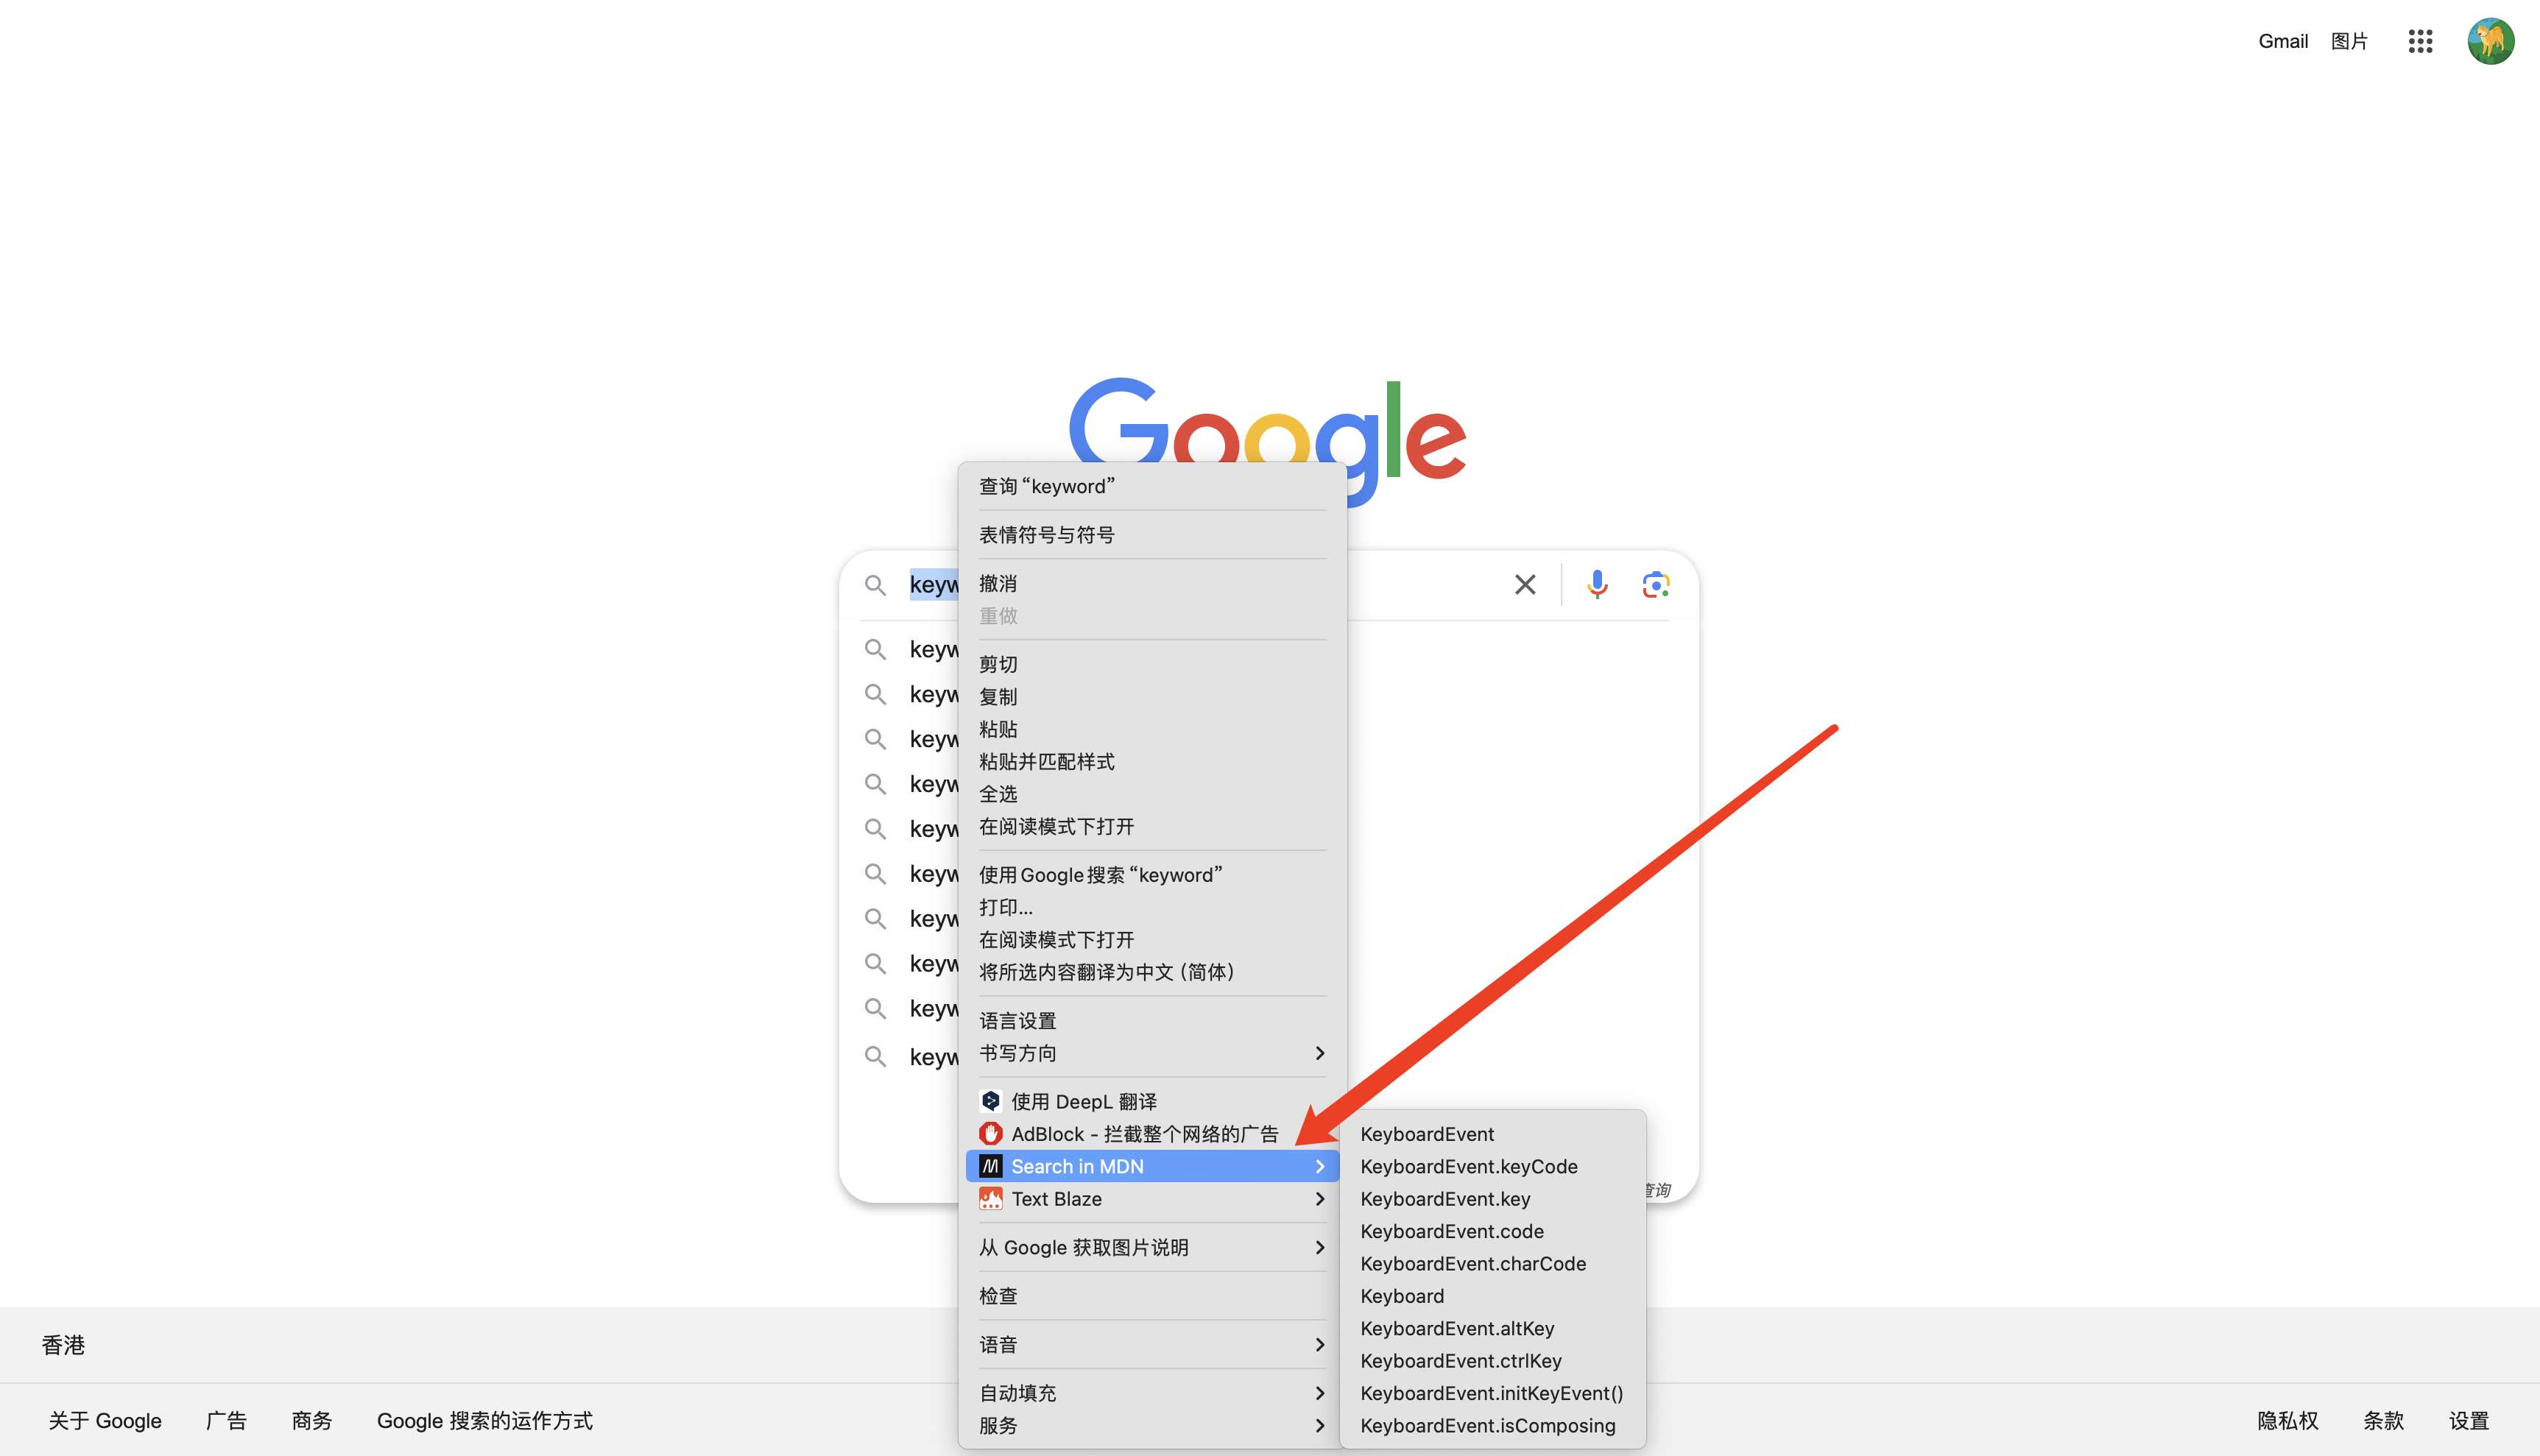 Gmail 图片
Google
查询“keyword”
表情符号与符号
撤消
重做
剪切
复制
粘贴
粘贴并匹配样式
全选
在阅读模式下打开
使用Google搜索“keyword”
打印...
在阅读模式下打开
将所选内容翻译为中文 (简体)
语言设置
书写方向
使用 DeepL 翻译
AdBlock - 拦截整个网络的广告
Search in MDN
Text Blaze
从 Google 获取图片说明
检查
语音
自动填充
服务
keyw
keyw
keyw
keyw
keyw
keyw
keyw
keyw
keyw
keyw
keyw
KeyboardEvent
KeyboardEvent.keyCode
KeyboardEvent.key
KeyboardEvent.code
KeyboardEvent.charCode
Keyboard
KeyboardEvent.altKey
KeyboardEvent.ctrlKey
KeyboardEvent.initKeyEvent()
KeyboardEvent.isComposing
查询
香港
关于 Google 广告 商务 Google 搜索的运作方式
隐私权 条款 设置